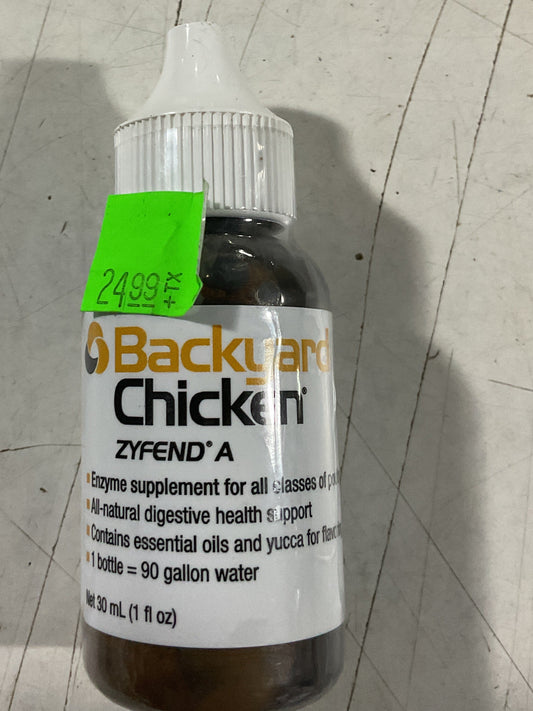 24.99 +TX
Backyard
Chicken®
ZYFEND® A
Enzyme supplement for all classes of
All-natural digestive health support
Contains essential oils and yucca for
1 bottle = 90 gallon water
Net 30 mL (1 fl oz)